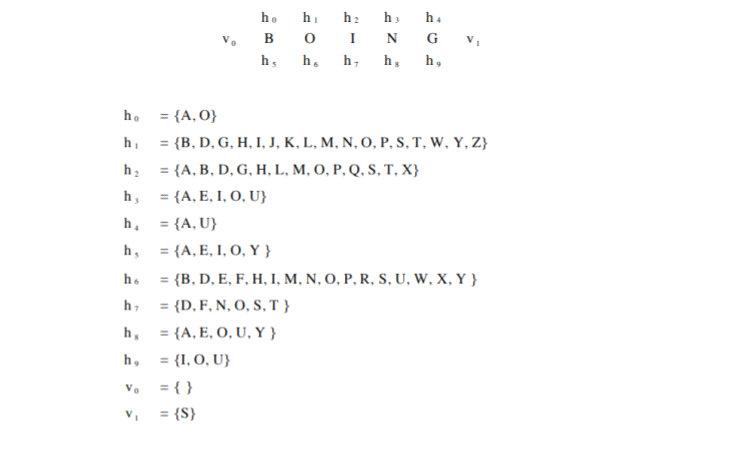 h₀ h₁ h₂ h₃ h₄
v₀ B O I N G v₁
h₅ h₆ h₇ h₈ h₉
h₀ = {A, O}
h₁ = {B, D, G, H, I, J, K, L, M, N, O, P, S, T, W, Y, Z}
h₂ = {A, B, D, G, H, L, M, O, P, Q, S, T, X}
h₃ = {A, E, I, O, U}
h₄ = {A, U}
h₅ = {A, E, I, O, Y }
h₆ = {B, D, E, F, H, I, M, N, O, P, R, S, U, W, X, Y }
h₇ = {D, F, N, O, S, T }
h₈ = {A, E, O, U, Y }
h₉ = {I, O, U}
v₀ = { }
v₁ = {S}